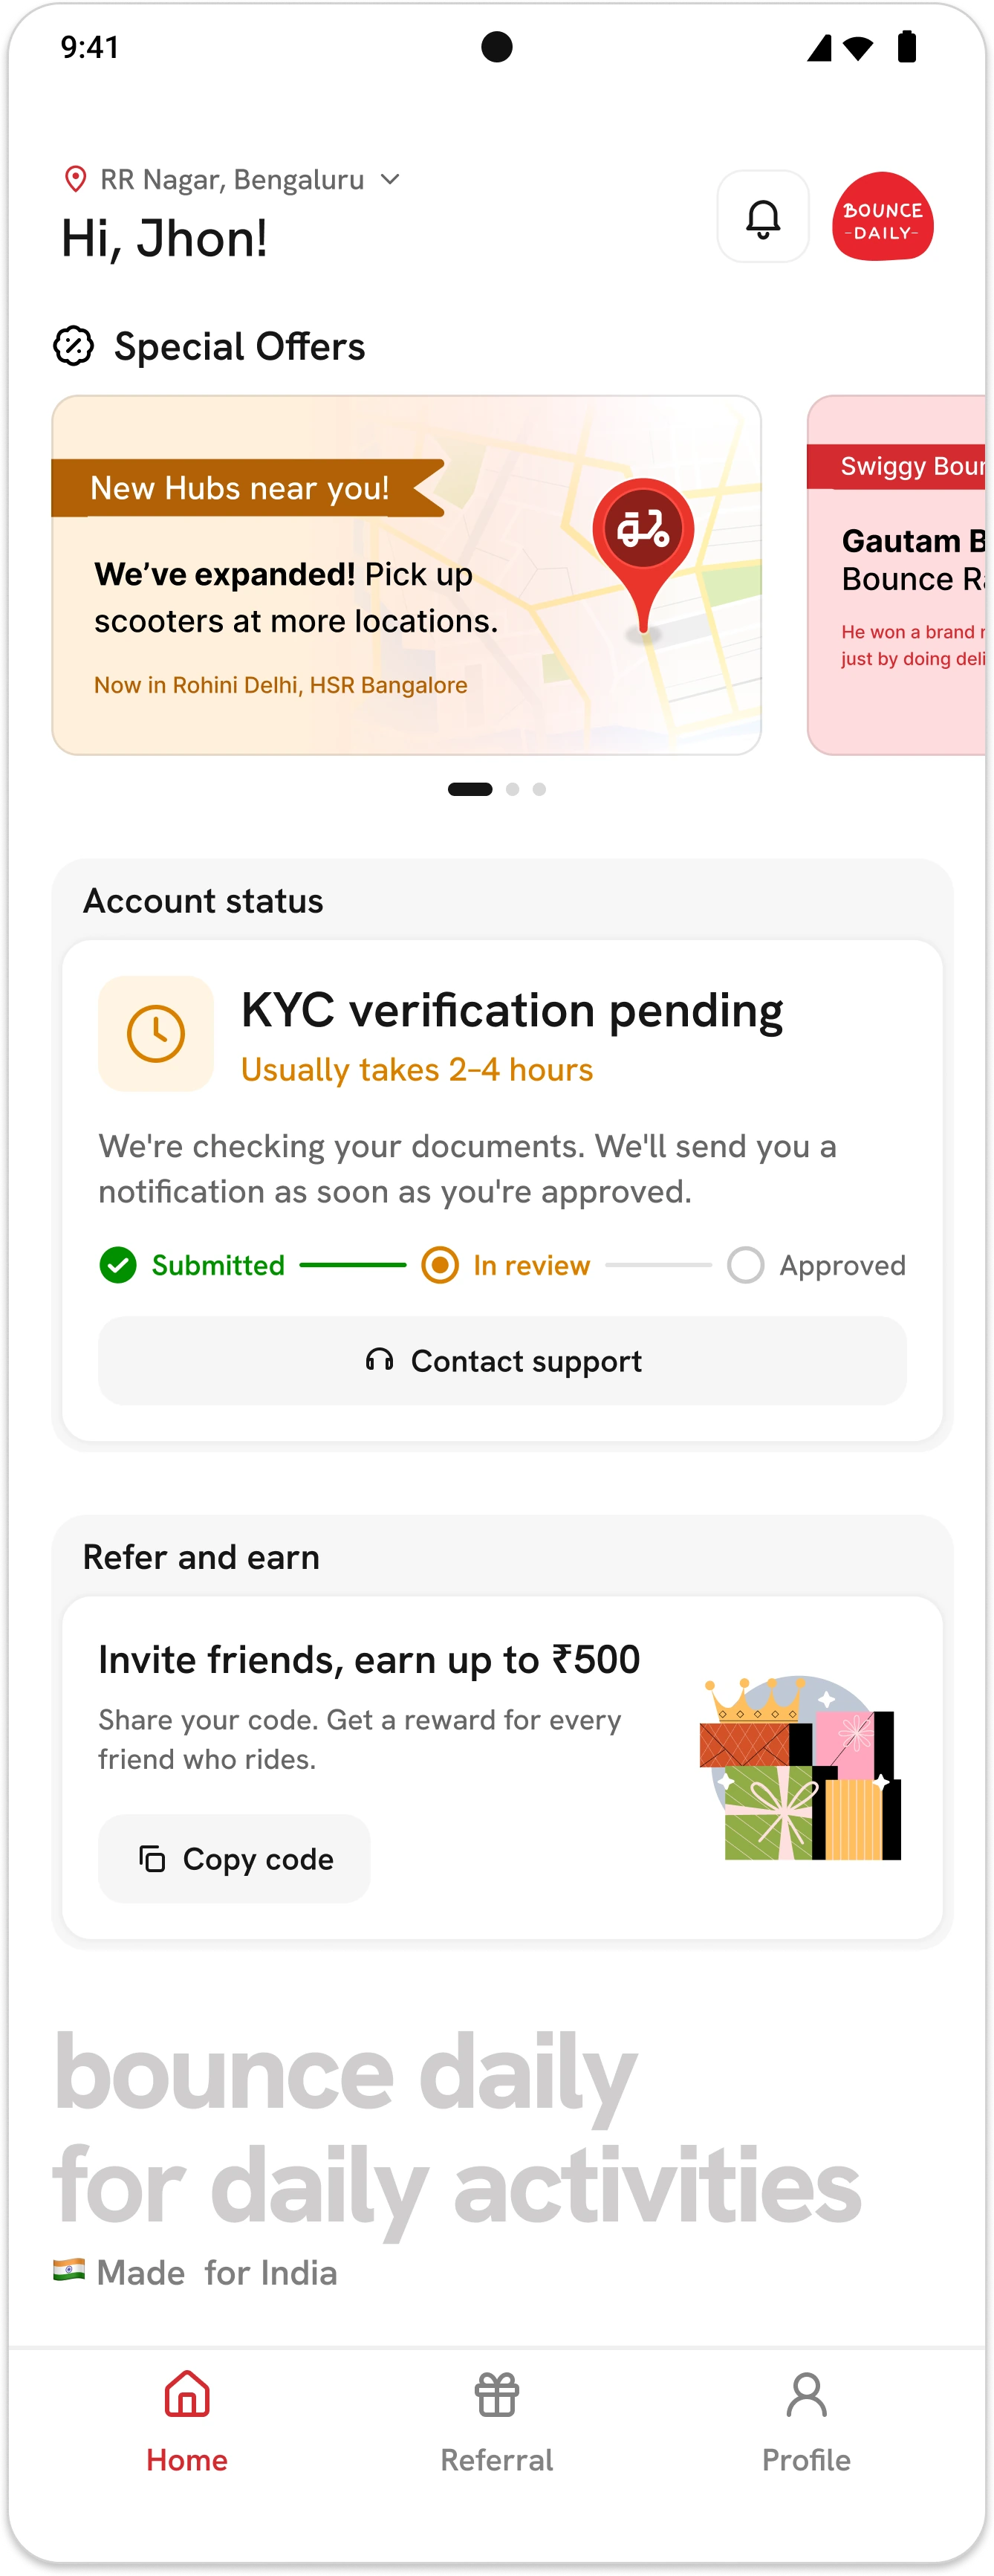 9:41
RR Nagar, Bengaluru
Hi, Jhon!
BOUNCE
-DAILY-
Special Offers
New Hubs near you!
We’ve expanded! Pick up
scooters at more locations.
Now in Rohini Delhi, HSR Bangalore
Swiggy Boun
Gautam B
Bounce Ra
He won a brand n
just by doing deli
Account status
KYC verification pending
Usually takes 2–4 hours
We're checking your documents. We'll send you a
notification as soon as you're approved.
Submitted
In review
Approved
Contact support
Refer and earn
Invite friends, earn up to ₹500
Share your code. Get a reward for every
friend who rides.
Copy code
bounce daily
for daily activities
🇮🇳 Made for India
Home
Referral
Profile